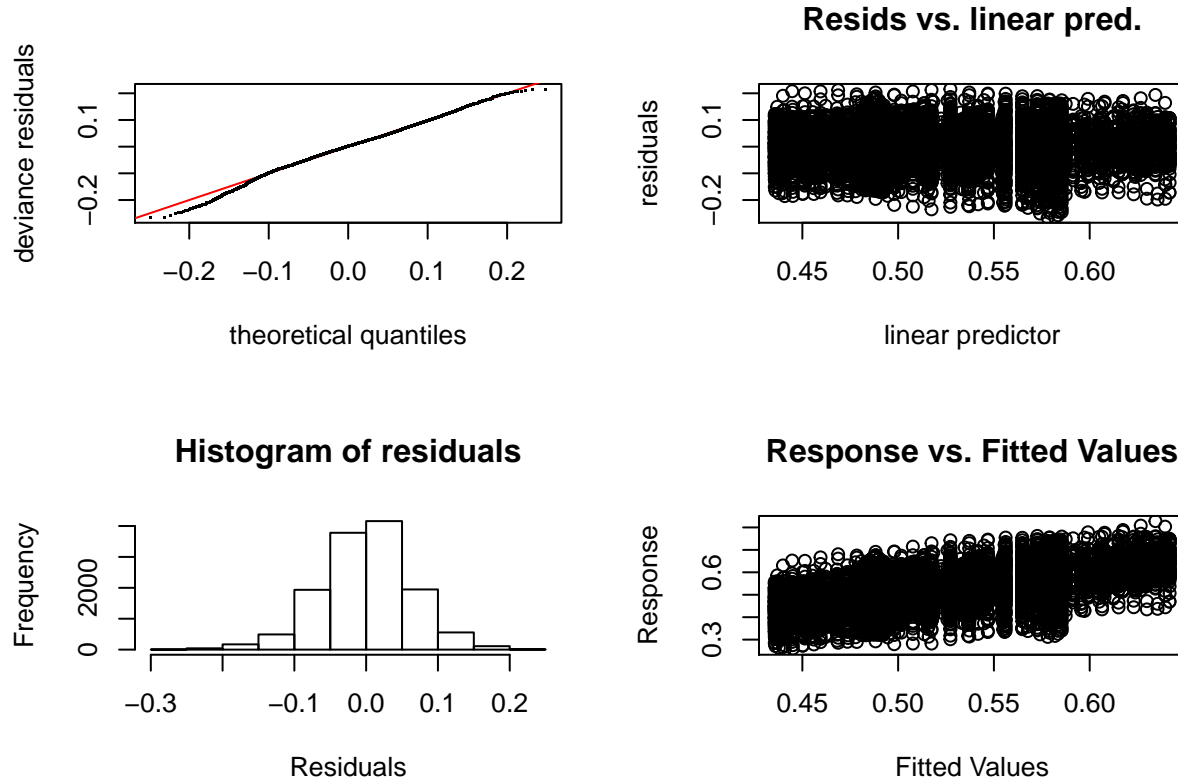 deviance residuals
0.1
−0.2
−0.2
−0.1
0.0
0.1
0.2
theoretical quantiles
Resids vs. linear pred.
residuals
0.1
−0.2
0.45
0.50
0.55
0.60
linear predictor
Histogram of residuals
Frequency
2000
0
−0.3
−0.1
0.0
0.1
0.2
Residuals
Response vs. Fitted Values
Response
0.6
0.3
0.45
0.50
0.55
0.60
Fitted Values